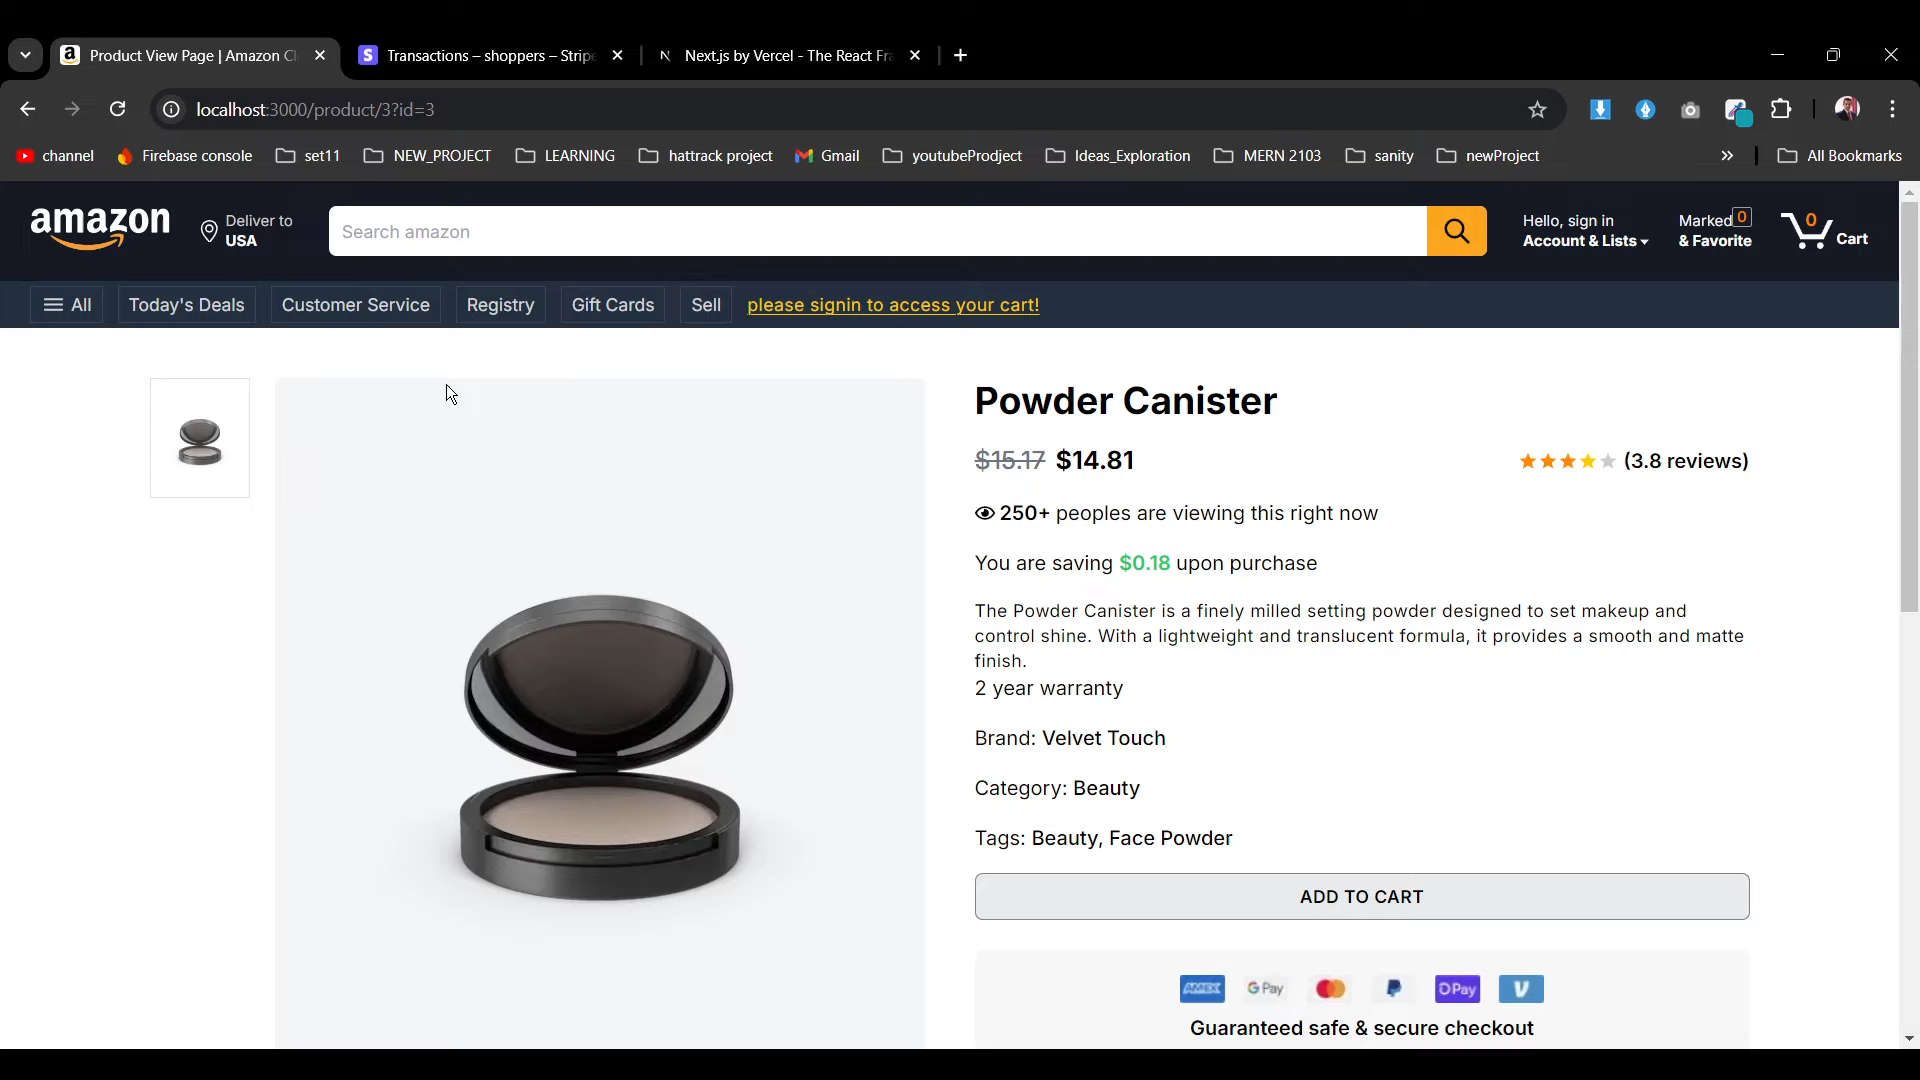 Product View Page | Amazon Cl
Transactions – shoppers – Stripe
Next.js by Vercel - The React Fra
localhost:3000/product/3?id=3
channel
Firebase console
set11
NEW_PROJECT
LEARNING
hattrack project
Gmail
youtubeProdject
Ideas_Exploration
MERN 2103
sanity
newProject
All Bookmarks
amazon
Deliver to
USA
Search amazon
Hello, sign in
Account & Lists
Marked 0
& Favorite
0
Cart
All
Today's Deals
Customer Service
Registry
Gift Cards
Sell
please signin to access your cart!
Powder Canister
$15.17 $14.81
(3.8 reviews)
250+ peoples are viewing this right now
You are saving $0.18 upon purchase
The Powder Canister is a finely milled setting powder designed to set makeup and
control shine. With a lightweight and translucent formula, it provides a smooth and matte
finish.
2 year warranty
Brand: Velvet Touch
Category: Beauty
Tags: Beauty, Face Powder
ADD TO CART
AMEX
G Pay
OPay
Guaranteed safe & secure checkout